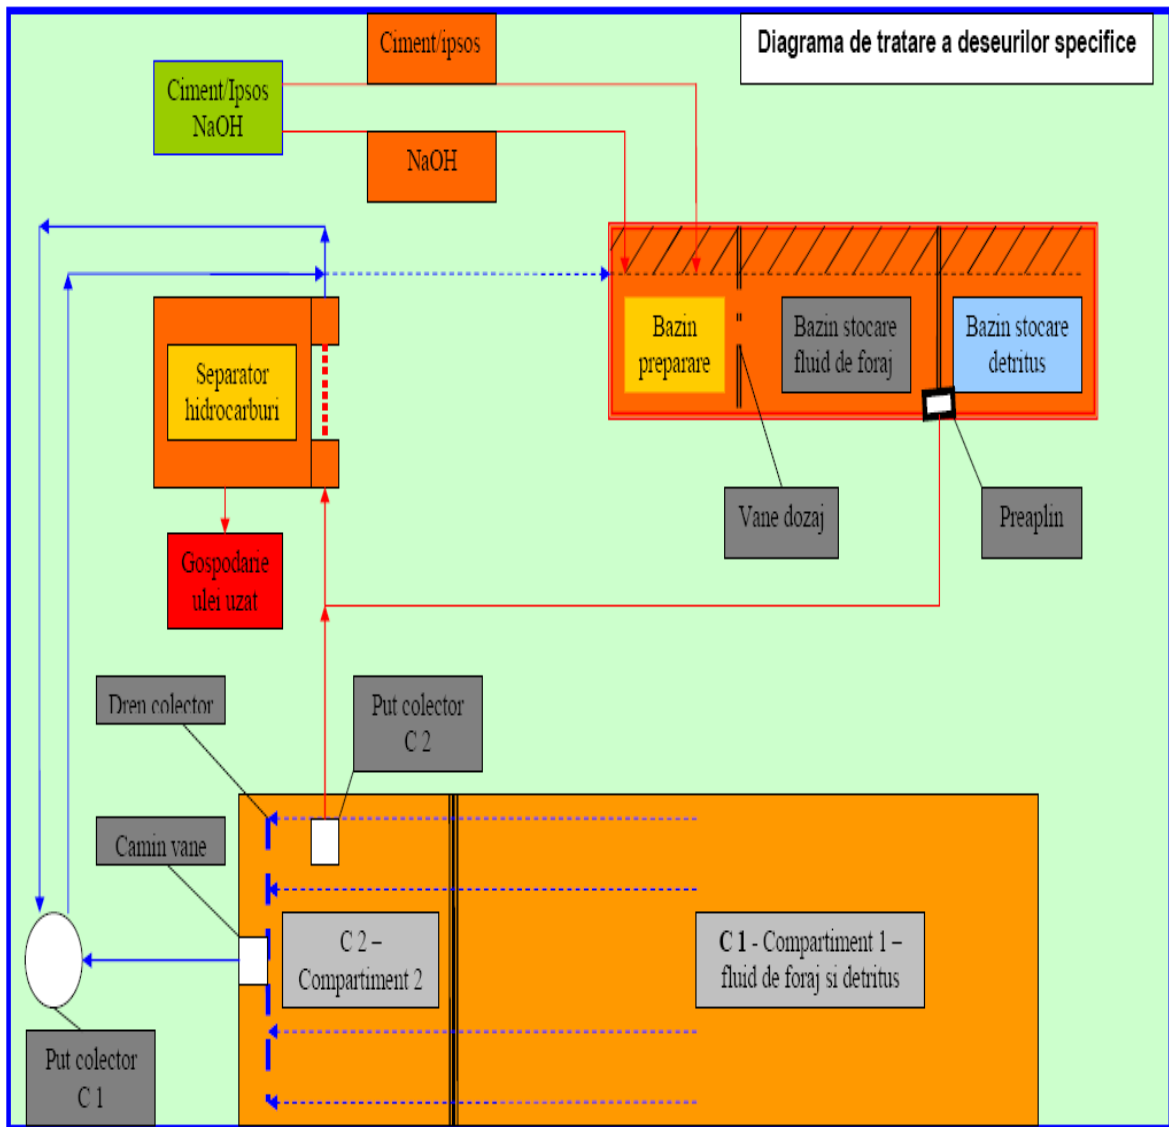 Ciment/ipsos
Diagrama de tratare a deseurilor specifice
Ciment/Ipsos
NaOH
NaOH
Bazin
preparare
Bazin stocare
fluid de foraj
Bazin stocare
detritus
Separator
hidrocarburi
Vane dozaj
Preaplin
Gospodarie
ulei uzat
Dren colector
Put colector
C 2
Camin vane
C 2 –
Compartiment 2
C 1 - Compartiment 1 –
fluid de foraj si detritus
Put colector
C 1